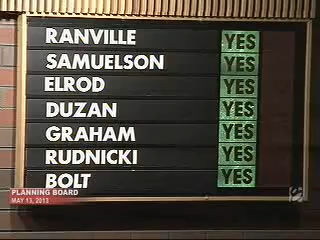 RANVILLE YES
SAMUELSON YES
ELROD YES
DUZAN YES
GRAHAM YES
RUDNICKI YES
BOLT YES
PLANNING BOARD
MAY 13, 2013